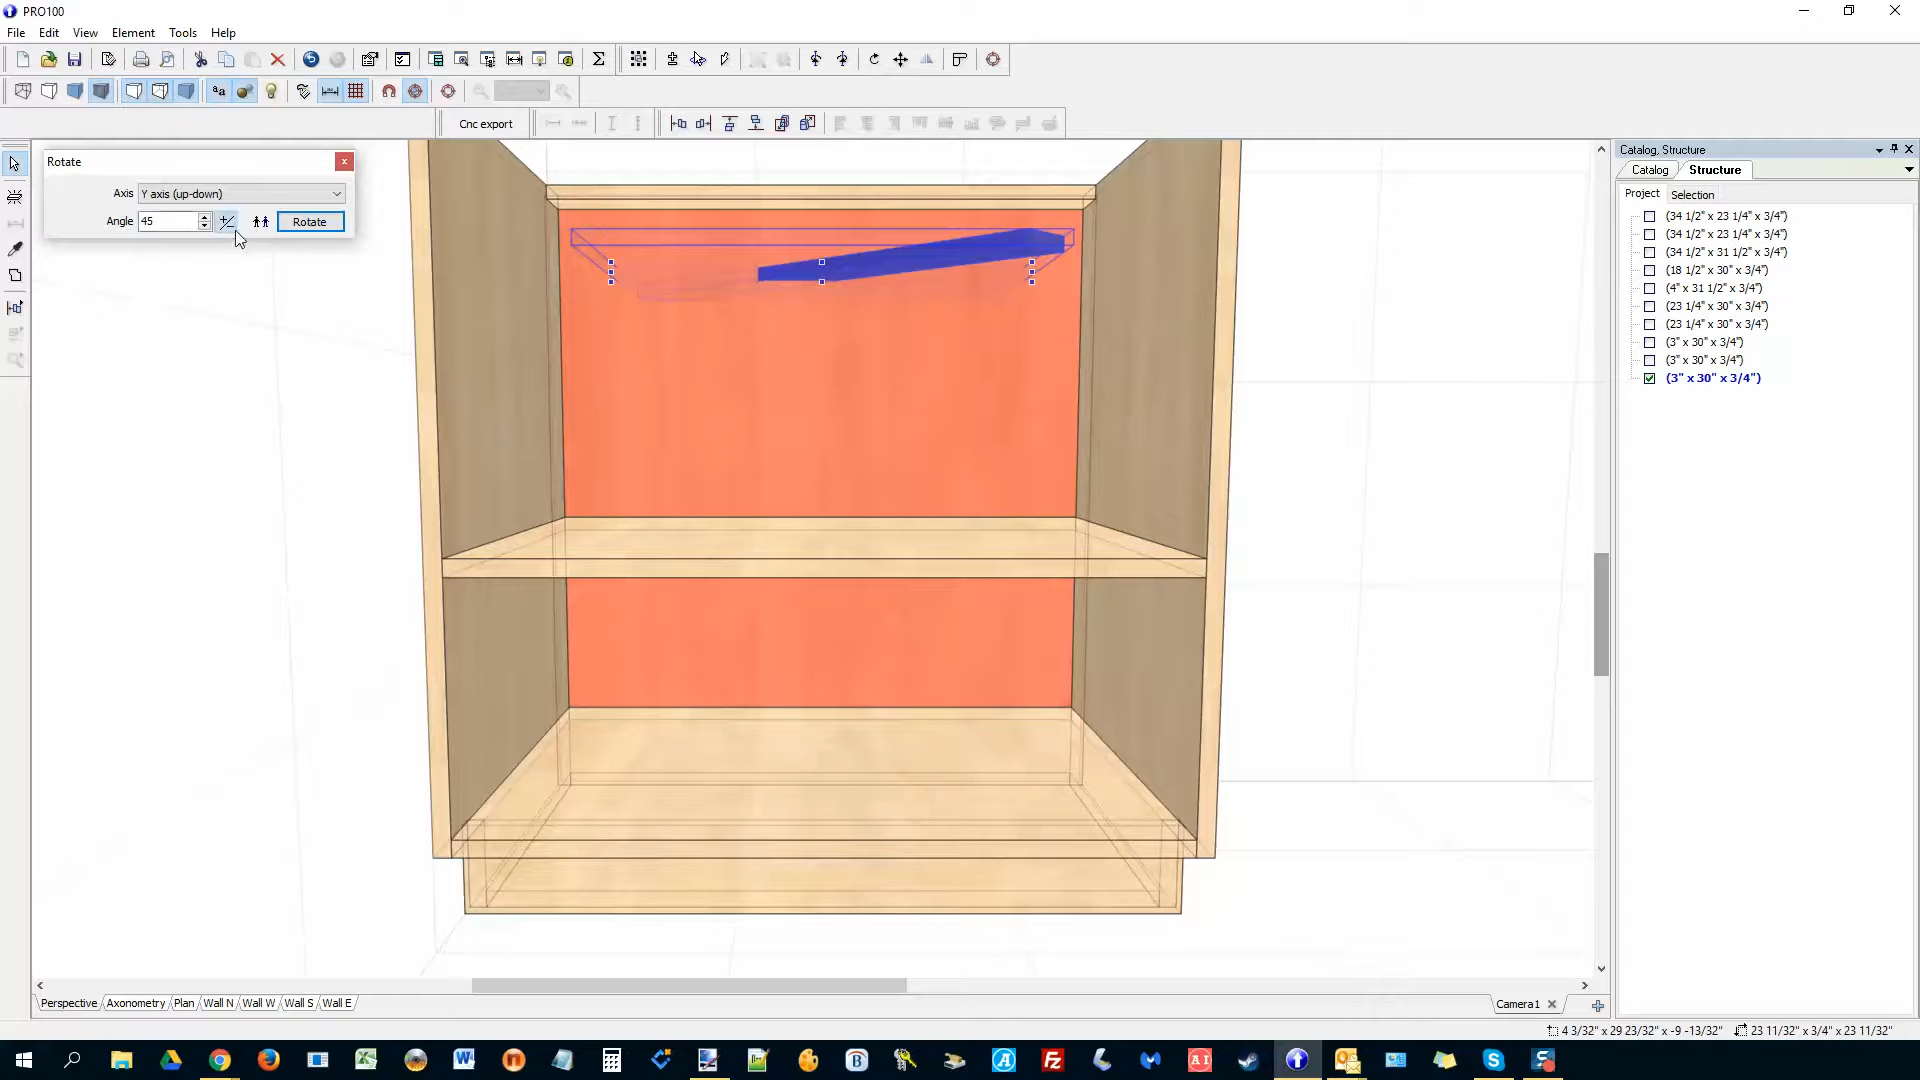 PRO100
File Edit View Element Tools Help
Cnc export
Rotate
Axis Y axis (up-down)
Angle 45 Rotate
Catalog, Structure
Catalog Structure
Project Selection
(34 1/2" x 23 1/4" x 3/4")
(34 1/2" x 23 1/4" x 3/4")
(34 1/2" x 31 1/2" x 3/4")
(18 1/2" x 30" x 3/4")
(4" x 31 1/2" x 3/4")
(23 1/4" x 30" x 3/4")
(23 1/4" x 30" x 3/4")
(3" x 30" x 3/4")
(3" x 30" x 3/4")
(3" x 30" x 3/4")
Perspective Axonometry Plan Wall N Wall W Wall S Wall E
Camera1
4 3/32" x 29 23/32" x -9 -13/32" 23 11/32" x 3/4" x 23 11/32"